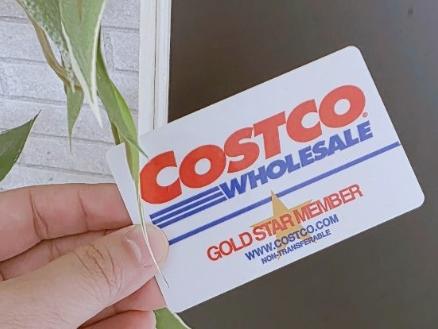 COSTCO
WHOLESALE®
GOLD STAR MEMBER
WWW.COSTCO.COM
NON-TRANSFERABLE